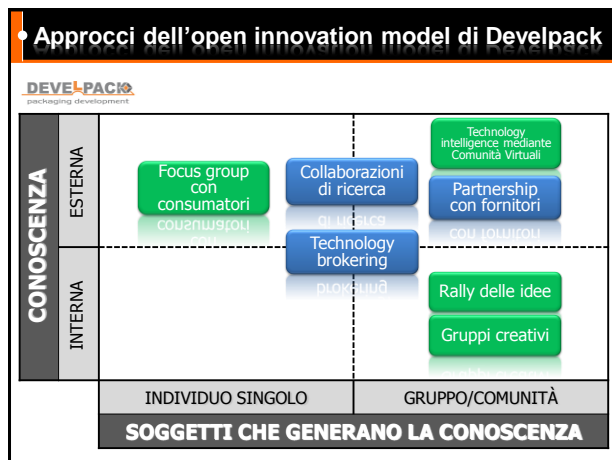 • Approcci dell'open innovation model di Develpack
DEVELPACK
packaging development
CONOSCENZA
ESTERNA
INTERNA
Focus group
con
consumatori
Collaborazioni
di ricerca
Technology
intelligence mediante
Comunità Virtuali
Partnership
con fornitori
Technology
brokering
Rally delle idee
Gruppi creativi
INDIVIDUO SINGOLO
GRUPPO/COMUNITÀ
SOGGETTI CHE GENERANO LA CONOSCENZA